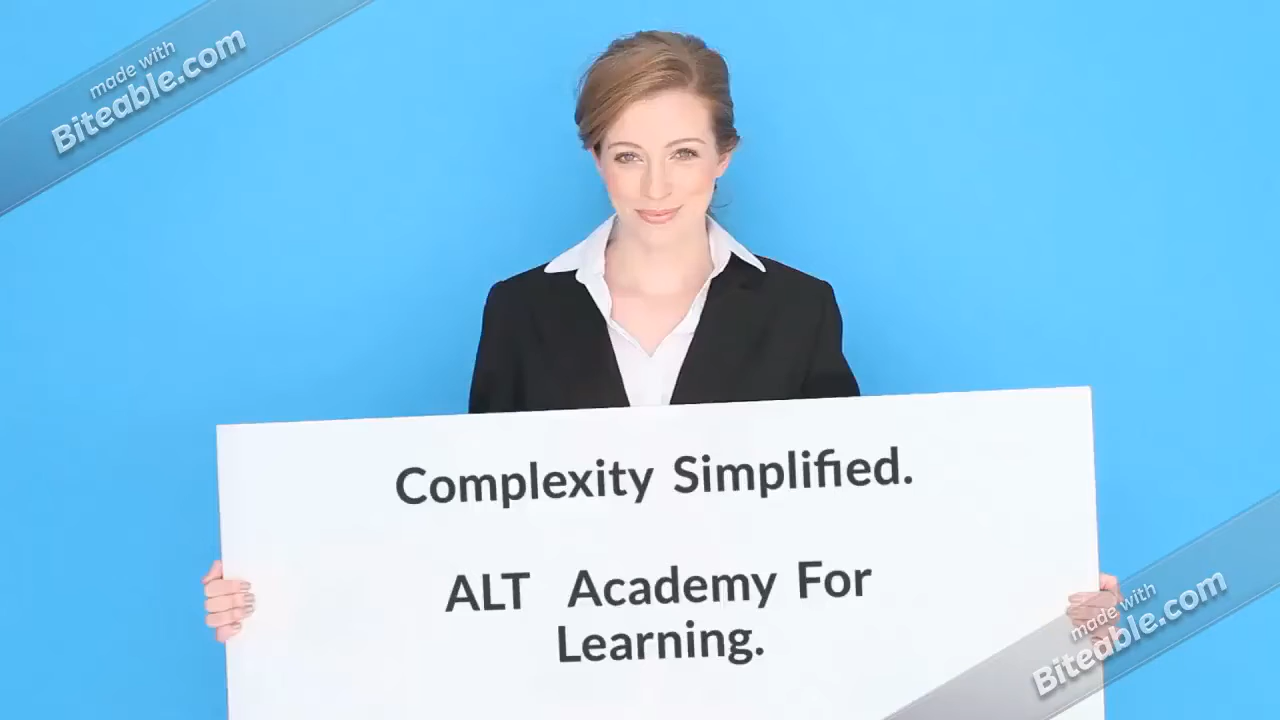 made with
Biteable.com
Complexity Simplified.
ALT Academy For
Learning.
made with
Biteable.com